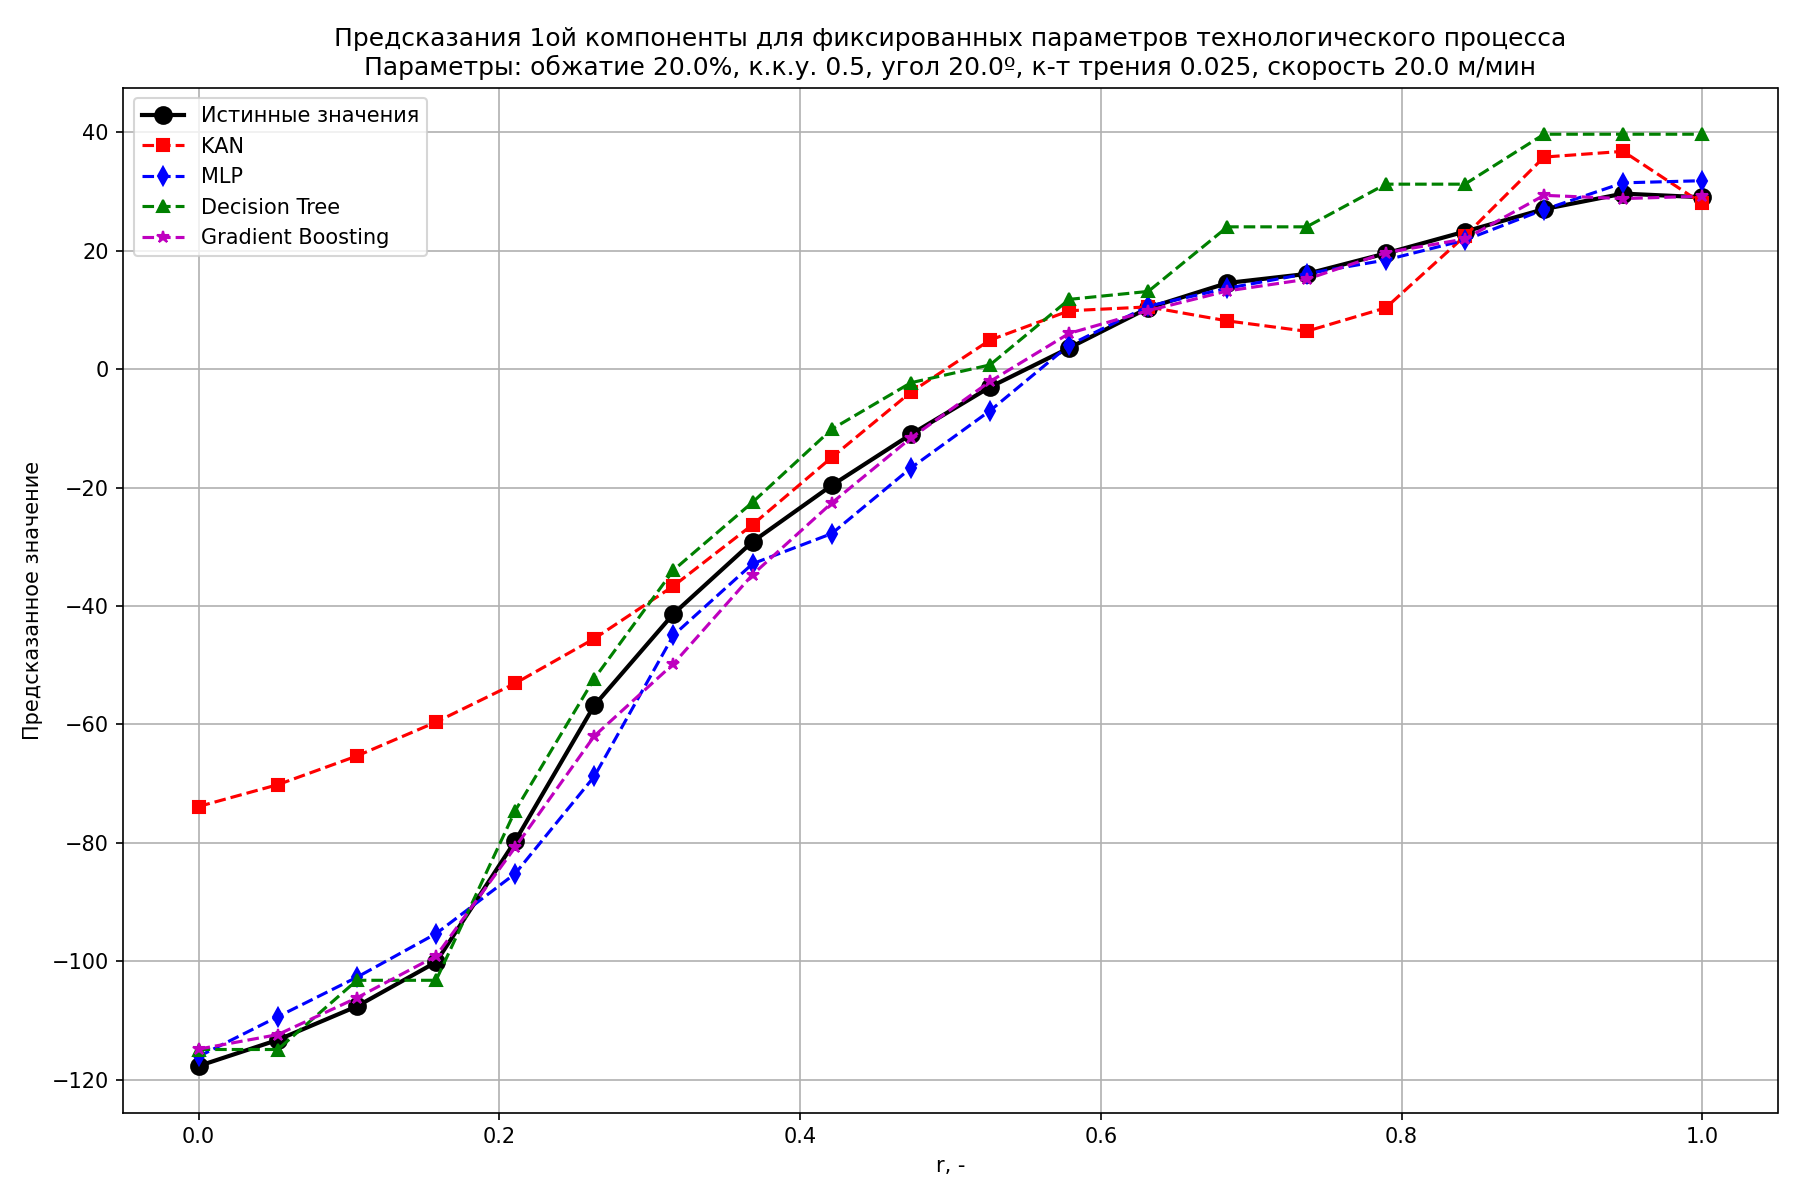 Предсказания 1ой компоненты для фиксированных параметров технологического процесса
Параметры: обжатие 20.0%, к.к.у. 0.5, угол 20.0º, к-т трения 0.025, скорость 20.0 м/мин
Истинные значения
KAN
MLP
Decision Tree
Gradient Boosting
Предсказанное значение
40
20
0
−20
−40
−60
−80
−100
−120
0.0
0.2
0.4
0.6
0.8
1.0
r, -